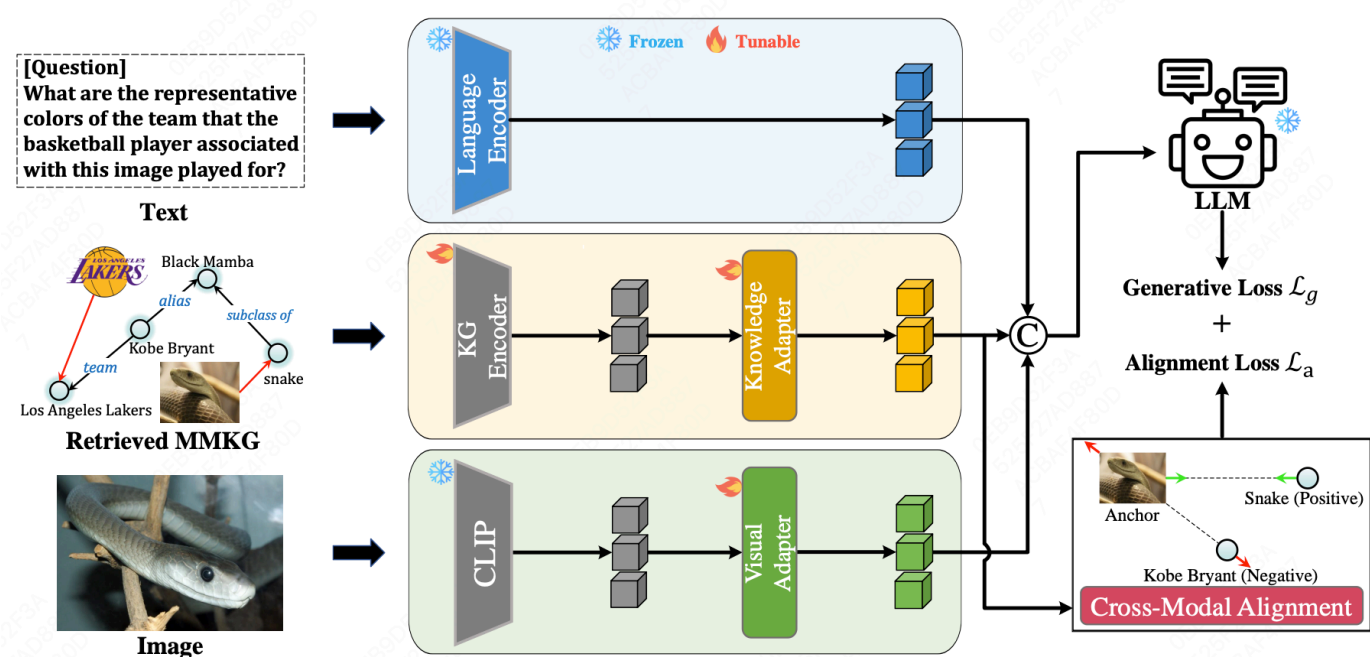 [Question]
What are the representative
colors of the team that the
basketball player associated
with this image played for?
Text
LOS ANGELES
LAKERS
Black Mamba
alias
subclass of
Kobe Bryant
team
snake
Los Angeles Lakers
Retrieved MMKG
Image
Frozen
Tunable
Language
Encoder
KG
Encoder
Knowledge
Adapter
CLIP
Visual
Adapter
C
LLM
Generative Loss ℒg
+
Alignment Loss ℒa
Anchor
Snake (Positive)
Kobe Bryant (Negative)
Cross-Modal Alignment